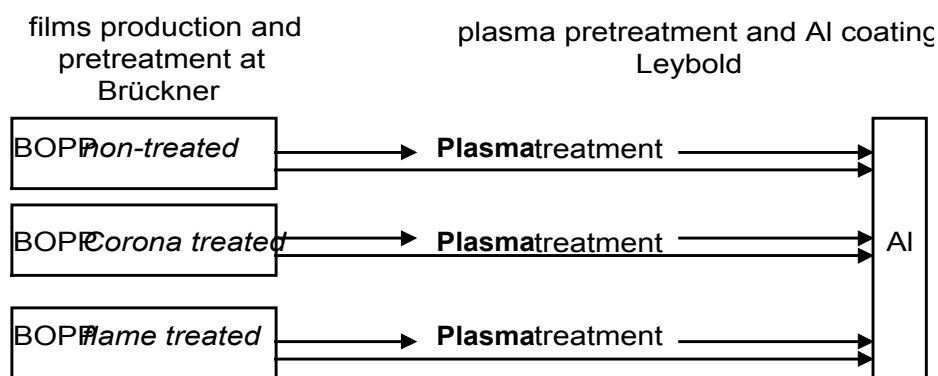 films production and
pretreatment at
Brückner
plasma pretreatment and Al coating
Leybold
BOPP non-treated
Plasma treatment
BOPP Corona treated
Plasma treatment
Al
BOPP flame treated
Plasma treatment